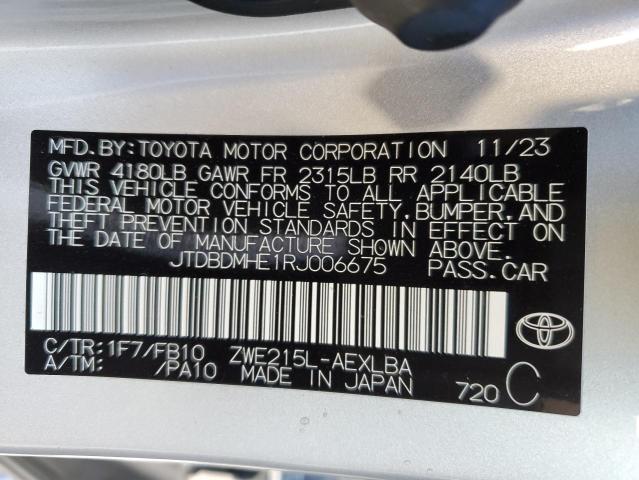 MFD. BY: TOYOTA MOTOR CORPORATION 11/23
GVWR 4180LB GAWR FR 2315LB RR 2140LB
THIS VEHICLE CONFORMS TO ALL APPLICABLE
FEDERAL MOTOR VEHICLE SAFETY, BUMPER, AND
THEFT PREVENTION STANDARDS IN EFFECT ON
THE DATE OF MANUFACTURE SHOWN ABOVE.
JTDBDMHE1RJ006675 PASS.CAR
C/TR: 1F7/FB10 ZWE215L-AEXLBA
A/TM: /PA10 MADE IN JAPAN 720 C